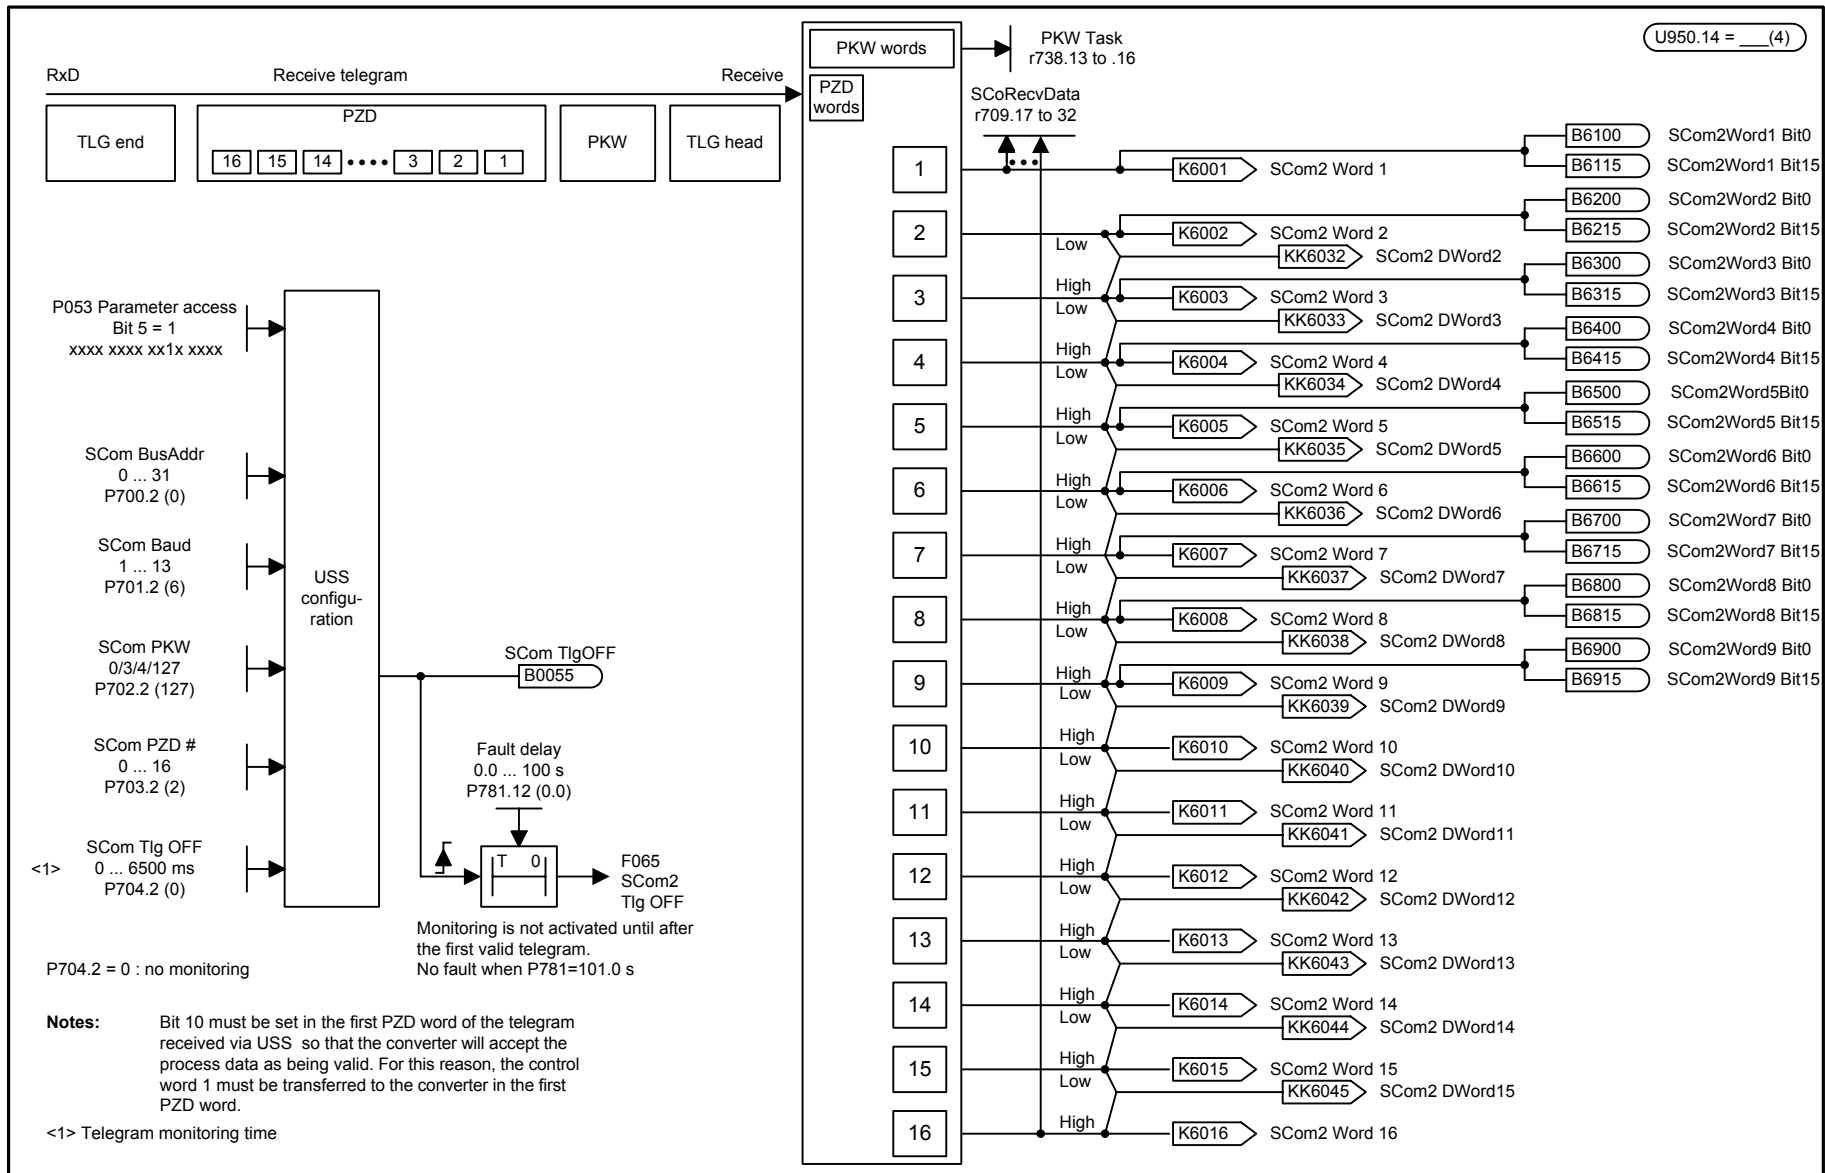 U950.14 = ___(4)
RxD
Receive telegram
Receive
TLG end
PZD
16 15 14 •••• 3 2 1
PKW
TLG head
PKW words
PKW Task
r738.13 to .16
PZD
words
SCoRecvData
r709.17 to 32
P053 Parameter access
Bit 5 = 1
xxxx xxxx xx1x xxxx
SCom BusAddr
0 ... 31
P700.2 (0)
SCom Baud
1 ... 13
P701.2 (6)
SCom PKW
0/3/4/127
P702.2 (127)
SCom PZD #
0 ... 16
P703.2 (2)
<1>
SCom Tlg OFF
0 ... 6500 ms
P704.2 (0)
USS
configu-
ration
SCom TlgOFF
B0055
Fault delay
0.0 ... 100 s
P781.12 (0.0)
T 0
F065
SCom2
Tlg OFF
Monitoring is not activated until after
the first valid telegram.
No fault when P781=101.0 s
P704.2 = 0 : no monitoring
Notes: Bit 10 must be set in the first PZD word of the telegram
received via USS so that the converter will accept the
process data as being valid. For this reason, the control
word 1 must be transferred to the converter in the first
PZD word.
<1> Telegram monitoring time
1
K6001 SCom2 Word 1
B6100 SCom2Word1 Bit0
B6115 SCom2Word1 Bit15
2
Low
K6002 SCom2 Word 2
KK6032 SCom2 DWord2
B6200 SCom2Word2 Bit0
B6215 SCom2Word2 Bit15
3
High
Low
K6003 SCom2 Word 3
KK6033 SCom2 DWord3
B6300 SCom2Word3 Bit0
B6315 SCom2Word3 Bit15
4
High
Low
K6004 SCom2 Word 4
KK6034 SCom2 DWord4
B6400 SCom2Word4 Bit0
B6415 SCom2Word4 Bit15
5
High
Low
K6005 SCom2 Word 5
KK6035 SCom2 DWord5
B6500 SCom2Word5Bit0
B6515 SCom2Word5 Bit15
6
High
Low
K6006 SCom2 Word 6
KK6036 SCom2 DWord6
B6600 SCom2Word6 Bit0
B6615 SCom2Word6 Bit15
7
High
Low
K6007 SCom2 Word 7
KK6037 SCom2 DWord7
B6700 SCom2Word7 Bit0
B6715 SCom2Word7 Bit15
8
High
Low
K6008 SCom2 Word 8
KK6038 SCom2 DWord8
B6800 SCom2Word8 Bit0
B6815 SCom2Word8 Bit15
9
High
Low
K6009 SCom2 Word 9
KK6039 SCom2 DWord9
B6900 SCom2Word9 Bit0
B6915 SCom2Word9 Bit15
10
High
Low
K6010 SCom2 Word 10
KK6040 SCom2 DWord10
11
High
Low
K6011 SCom2 Word 11
KK6041 SCom2 DWord11
12
High
Low
K6012 SCom2 Word 12
KK6042 SCom2 DWord12
13
High
Low
K6013 SCom2 Word 13
KK6043 SCom2 DWord13
14
High
Low
K6014 SCom2 Word 14
KK6044 SCom2 DWord14
15
High
Low
K6015 SCom2 Word 15
KK6045 SCom2 DWord15
16
High
K6016 SCom2 Word 16